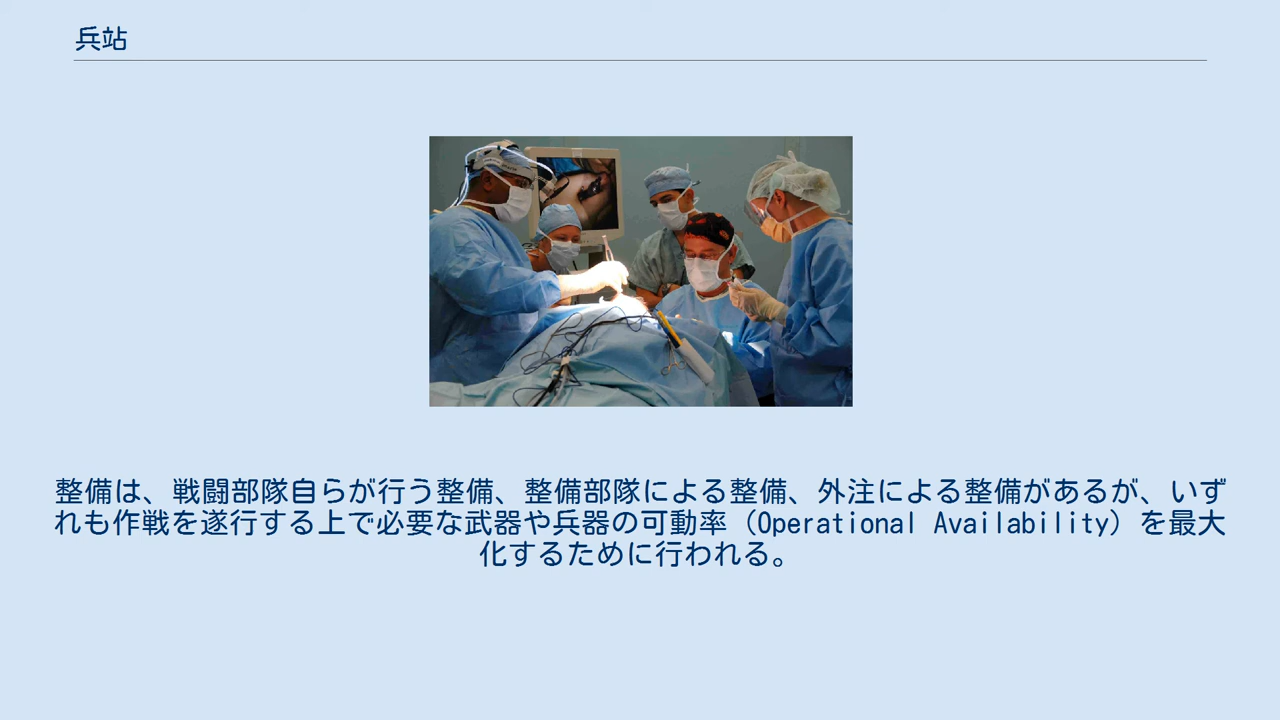 兵站
整備は、戦闘部隊自らが行う整備、整備部隊による整備、外注による整備があるが、いず
れも作戦を遂行する上で必要な武器や兵器の可動率（Operational Availability）を最大
化するために行われる。